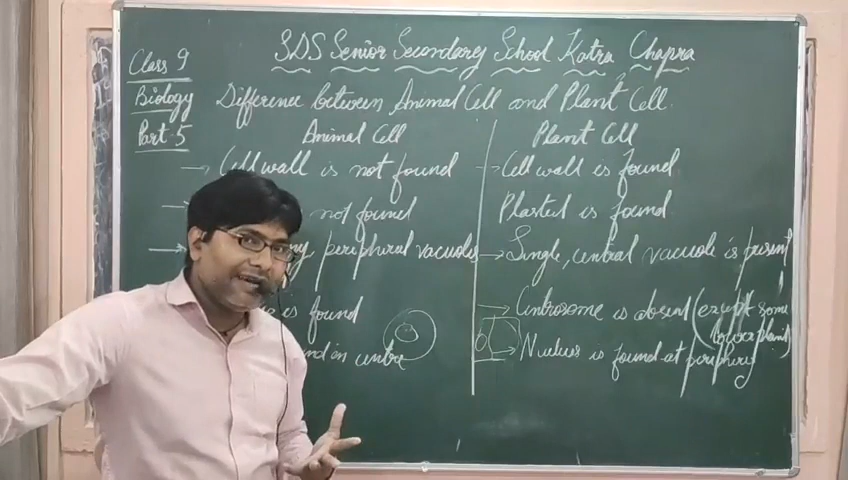 SDS Senior Secondary School Katra, Chapra
Class 9
Biology
Part-5
Difference between Animal Cell and Plant Cell
Animal Cell
→ Cell wall is not found
→ not found
→ peripheral vacuoles
is found
in centre
Plant Cell
→ Cell wall is found
Plastid is found
→ Single, central vacuole is present
→ Centrosome is absent (except some
lower plant)
→ Nucleus is found at periphery